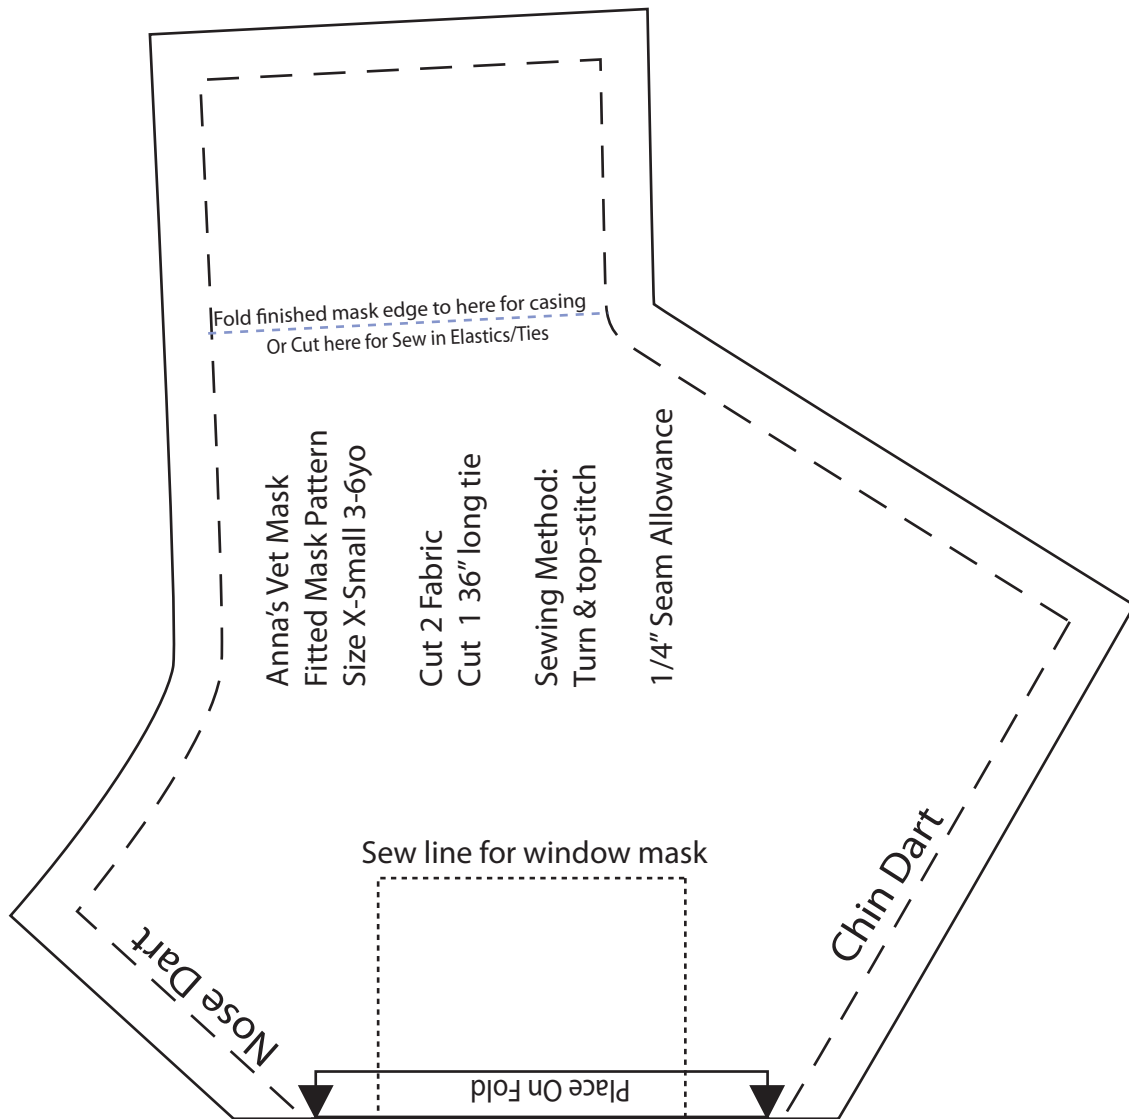 Fold finished mask edge to here for casing
Or Cut here for Sew in Elastics/Ties
Anna's Vet Mask
Fitted Mask Pattern
Size X-Small 3-6yo
Cut 2 Fabric
Cut 1 36" long tie
Sewing Method:
Turn & top-stitch
1/4" Seam Allowance
Sew line for window mask
Chin Dart
Nose Dart
Place On Fold